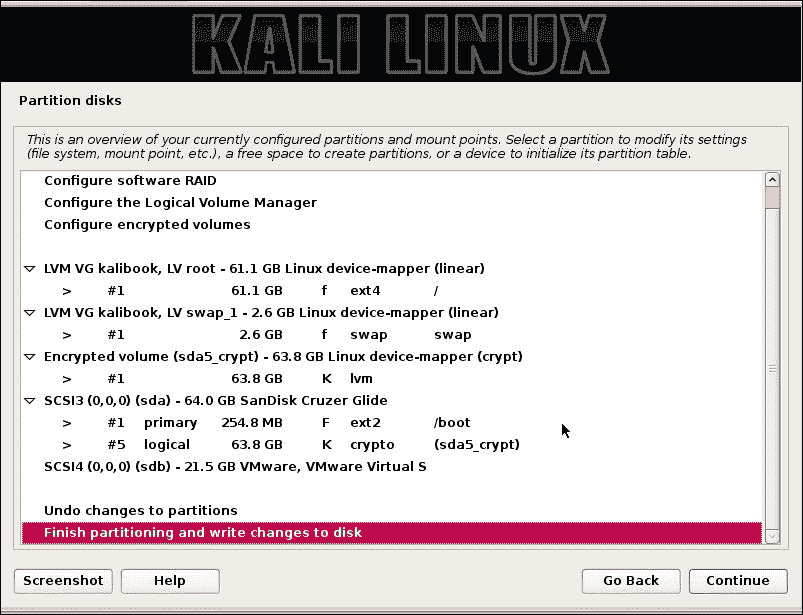 KALI LINUX
Partition disks
This is an overview of your currently configured partitions and mount points. Select a partition to modify its settings
(file system, mount point, etc.), a free space to create partitions, or a device to initialize its partition table.
Configure software RAID
Configure the Logical Volume Manager
Configure encrypted volumes
LVM VG kalibook, LV root - 61.1 GB Linux device-mapper (linear)
> #1 61.1 GB f ext4 /
LVM VG kalibook, LV swap_1 - 2.6 GB Linux device-mapper (linear)
> #1 2.6 GB f swap swap
Encrypted volume (sda5_crypt) - 63.8 GB Linux device-mapper (crypt)
> #1 63.8 GB K lvm
SCSI3 (0,0,0) (sda) - 64.0 GB SanDisk Cruzer Glide
> #1 primary 254.8 MB F ext2 /boot
> #5 logical 63.8 GB K crypto (sda5_crypt)
SCSI4 (0,0,0) (sdb) - 21.5 GB VMware, VMware Virtual S
Undo changes to partitions
Finish partitioning and write changes to disk
Screenshot Help Go Back Continue